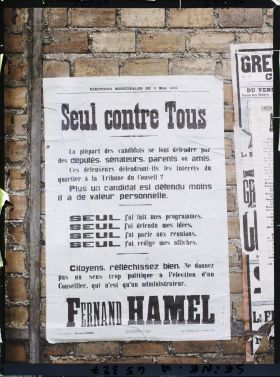 ÉLECTIONS MUNICIPALES DU 3 MAI
Seul contre Tous
La plupart des candidats se font défendre par
des députés, sénateurs, parents ou amis.
Ces défenseurs défendront-ils les intérêts du
quartier à la Tribune du Conseil ?
Plus un candidat est défendu moins
il a de valeur personnelle.
SEUL j'ai fait mes programmes,
SEUL j'ai défendu mes idées,
SEUL j'ai parlé aux réunions,
SEUL j'ai rédigé mes affiches.
Citoyens, réfléchissez bien. Ne donnez
pas un sens trop politique à l'élection d'un
Conseiller, qui n'est qu'un administrateur.
FERNAND HAMEL
GRE
DU VEN
SEINE. A 45 327